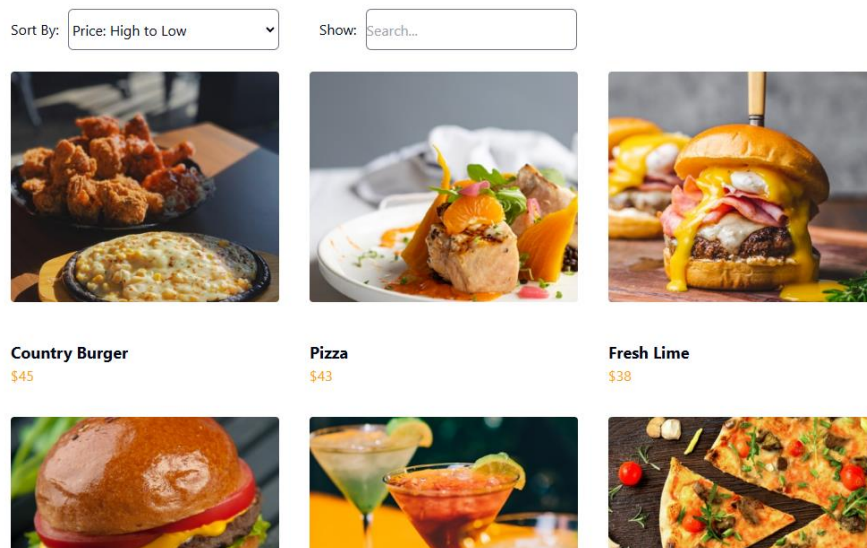 Sort By: Price: High to Low Show: Search...
Country Burger
$45
Pizza
$43
Fresh Lime
$38